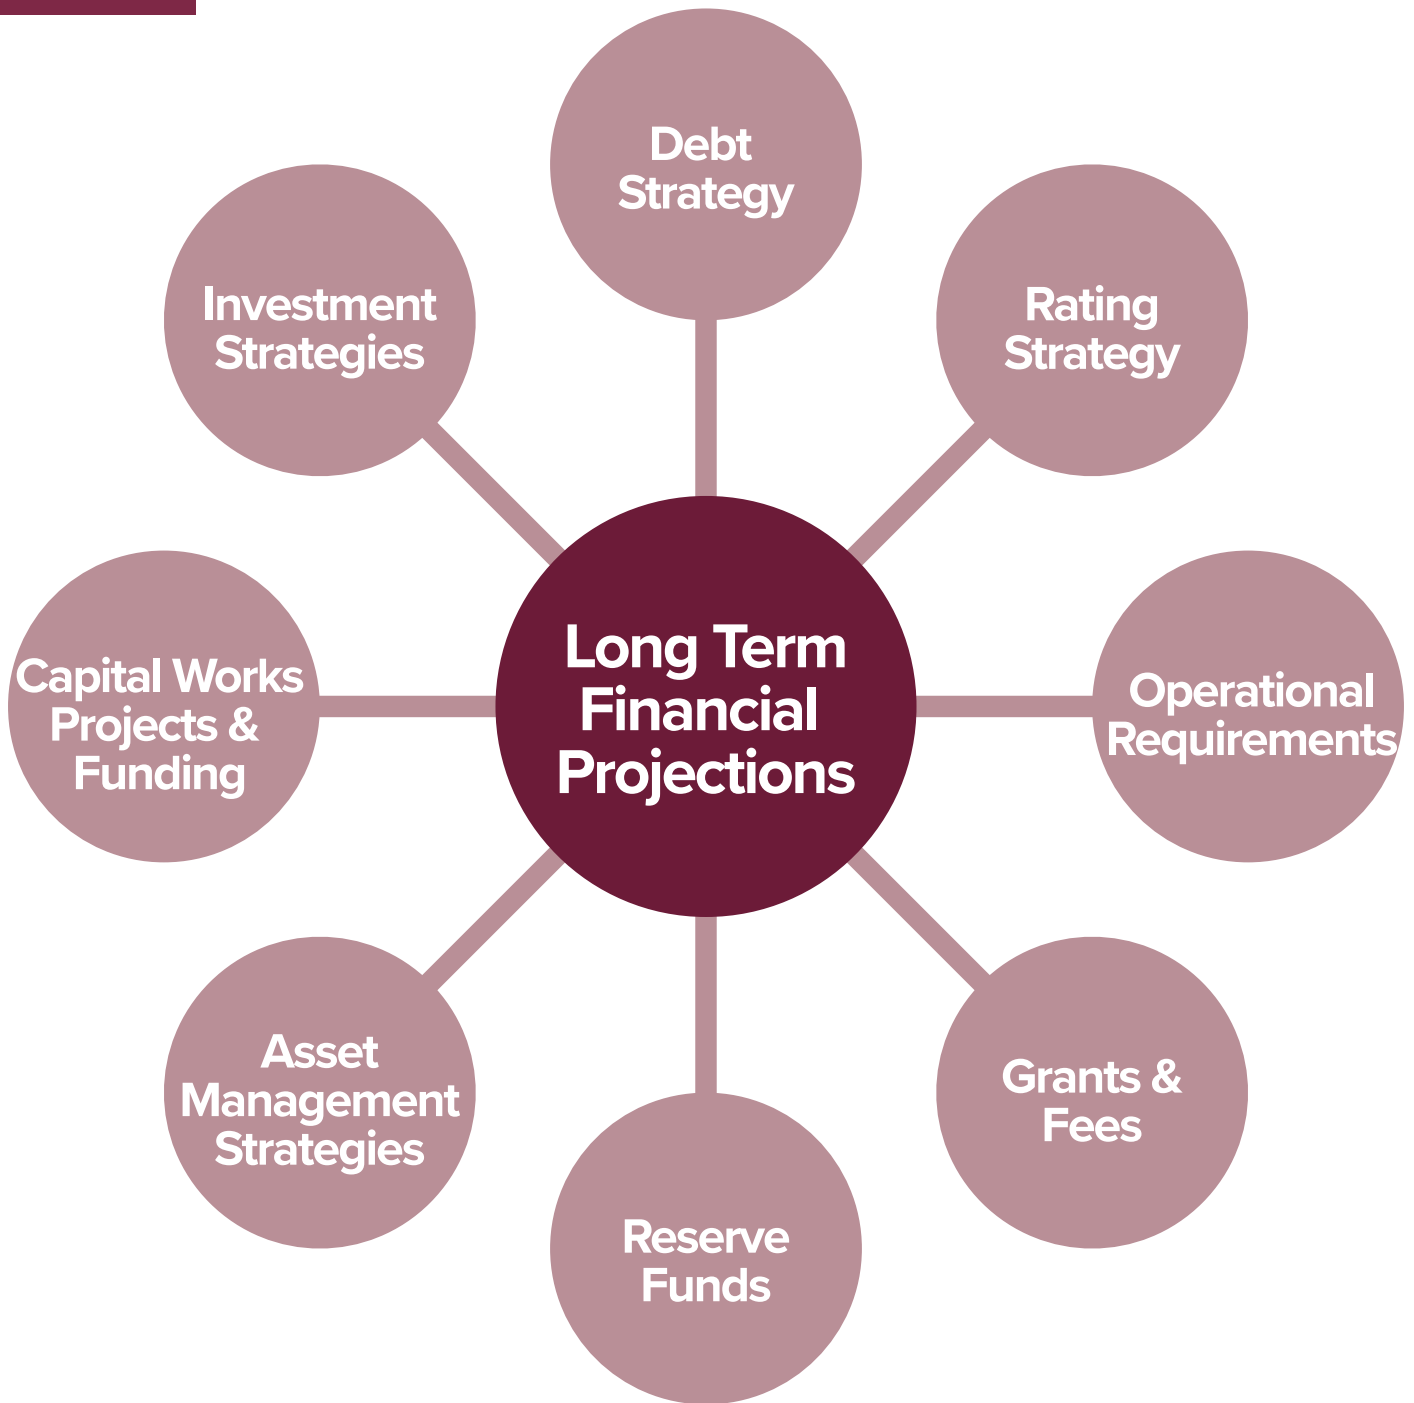 Debt
Strategy
Investment
Strategies
Rating
Strategy
Capital Works
Projects &
Funding
Long Term
Financial
Projections
Operational
Requirements
Asset
Management
Strategies
Grants &
Fees
Reserve
Funds